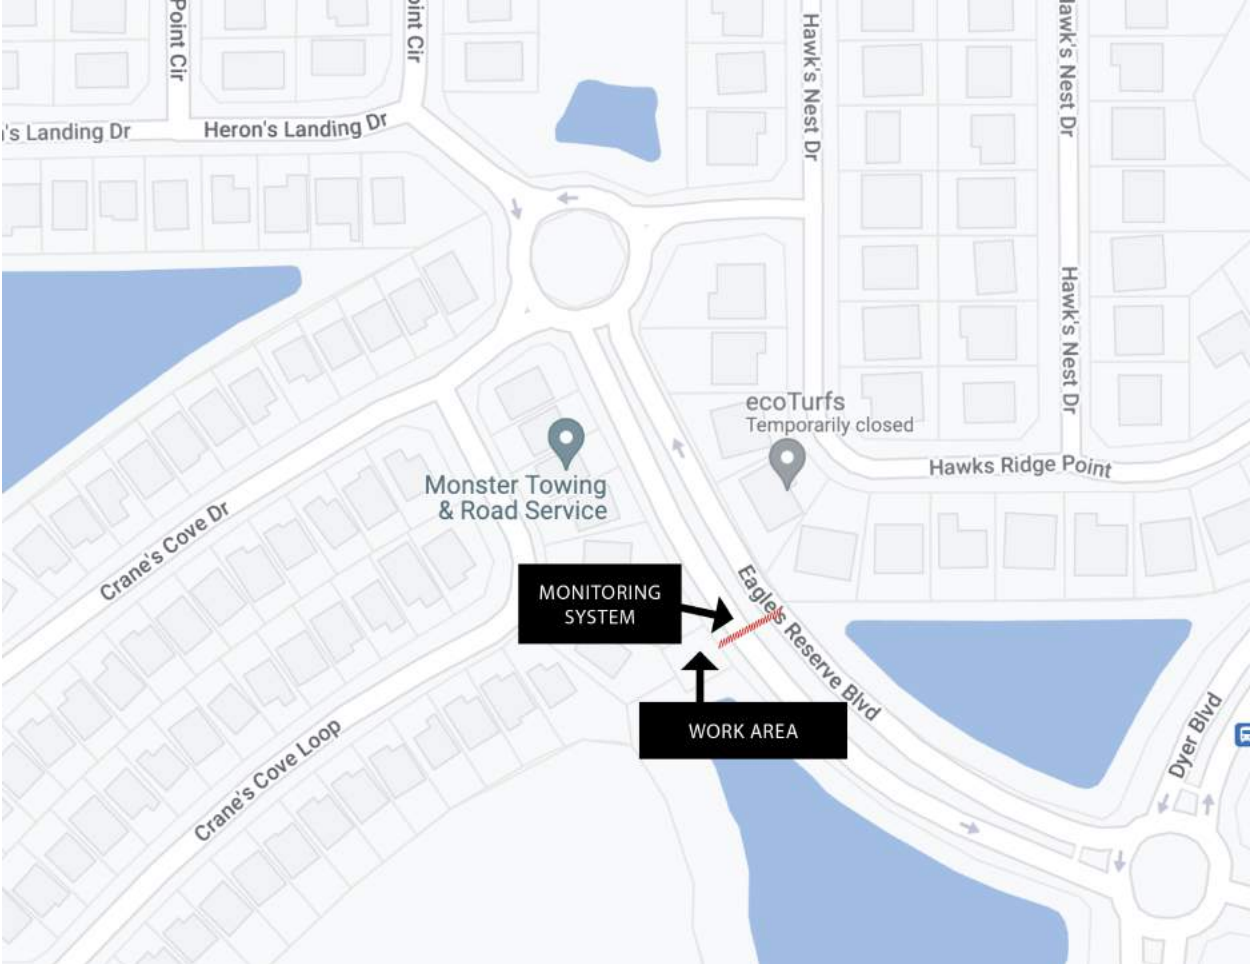 Point Cir
oint Cir
Hawk's Nest Dr
Hawk's Nest Dr
's Landing Dr
Heron's Landing Dr
Hawk's Nest Dr
ecoTurfs
Temporarily closed
Hawks Ridge Point
Monster Towing
& Road Service
Crane's Cove Dr
MONITORING
SYSTEM
Eagle's Reserve Blvd
WORK AREA
Dyer Blvd
Crane's Cove Loop